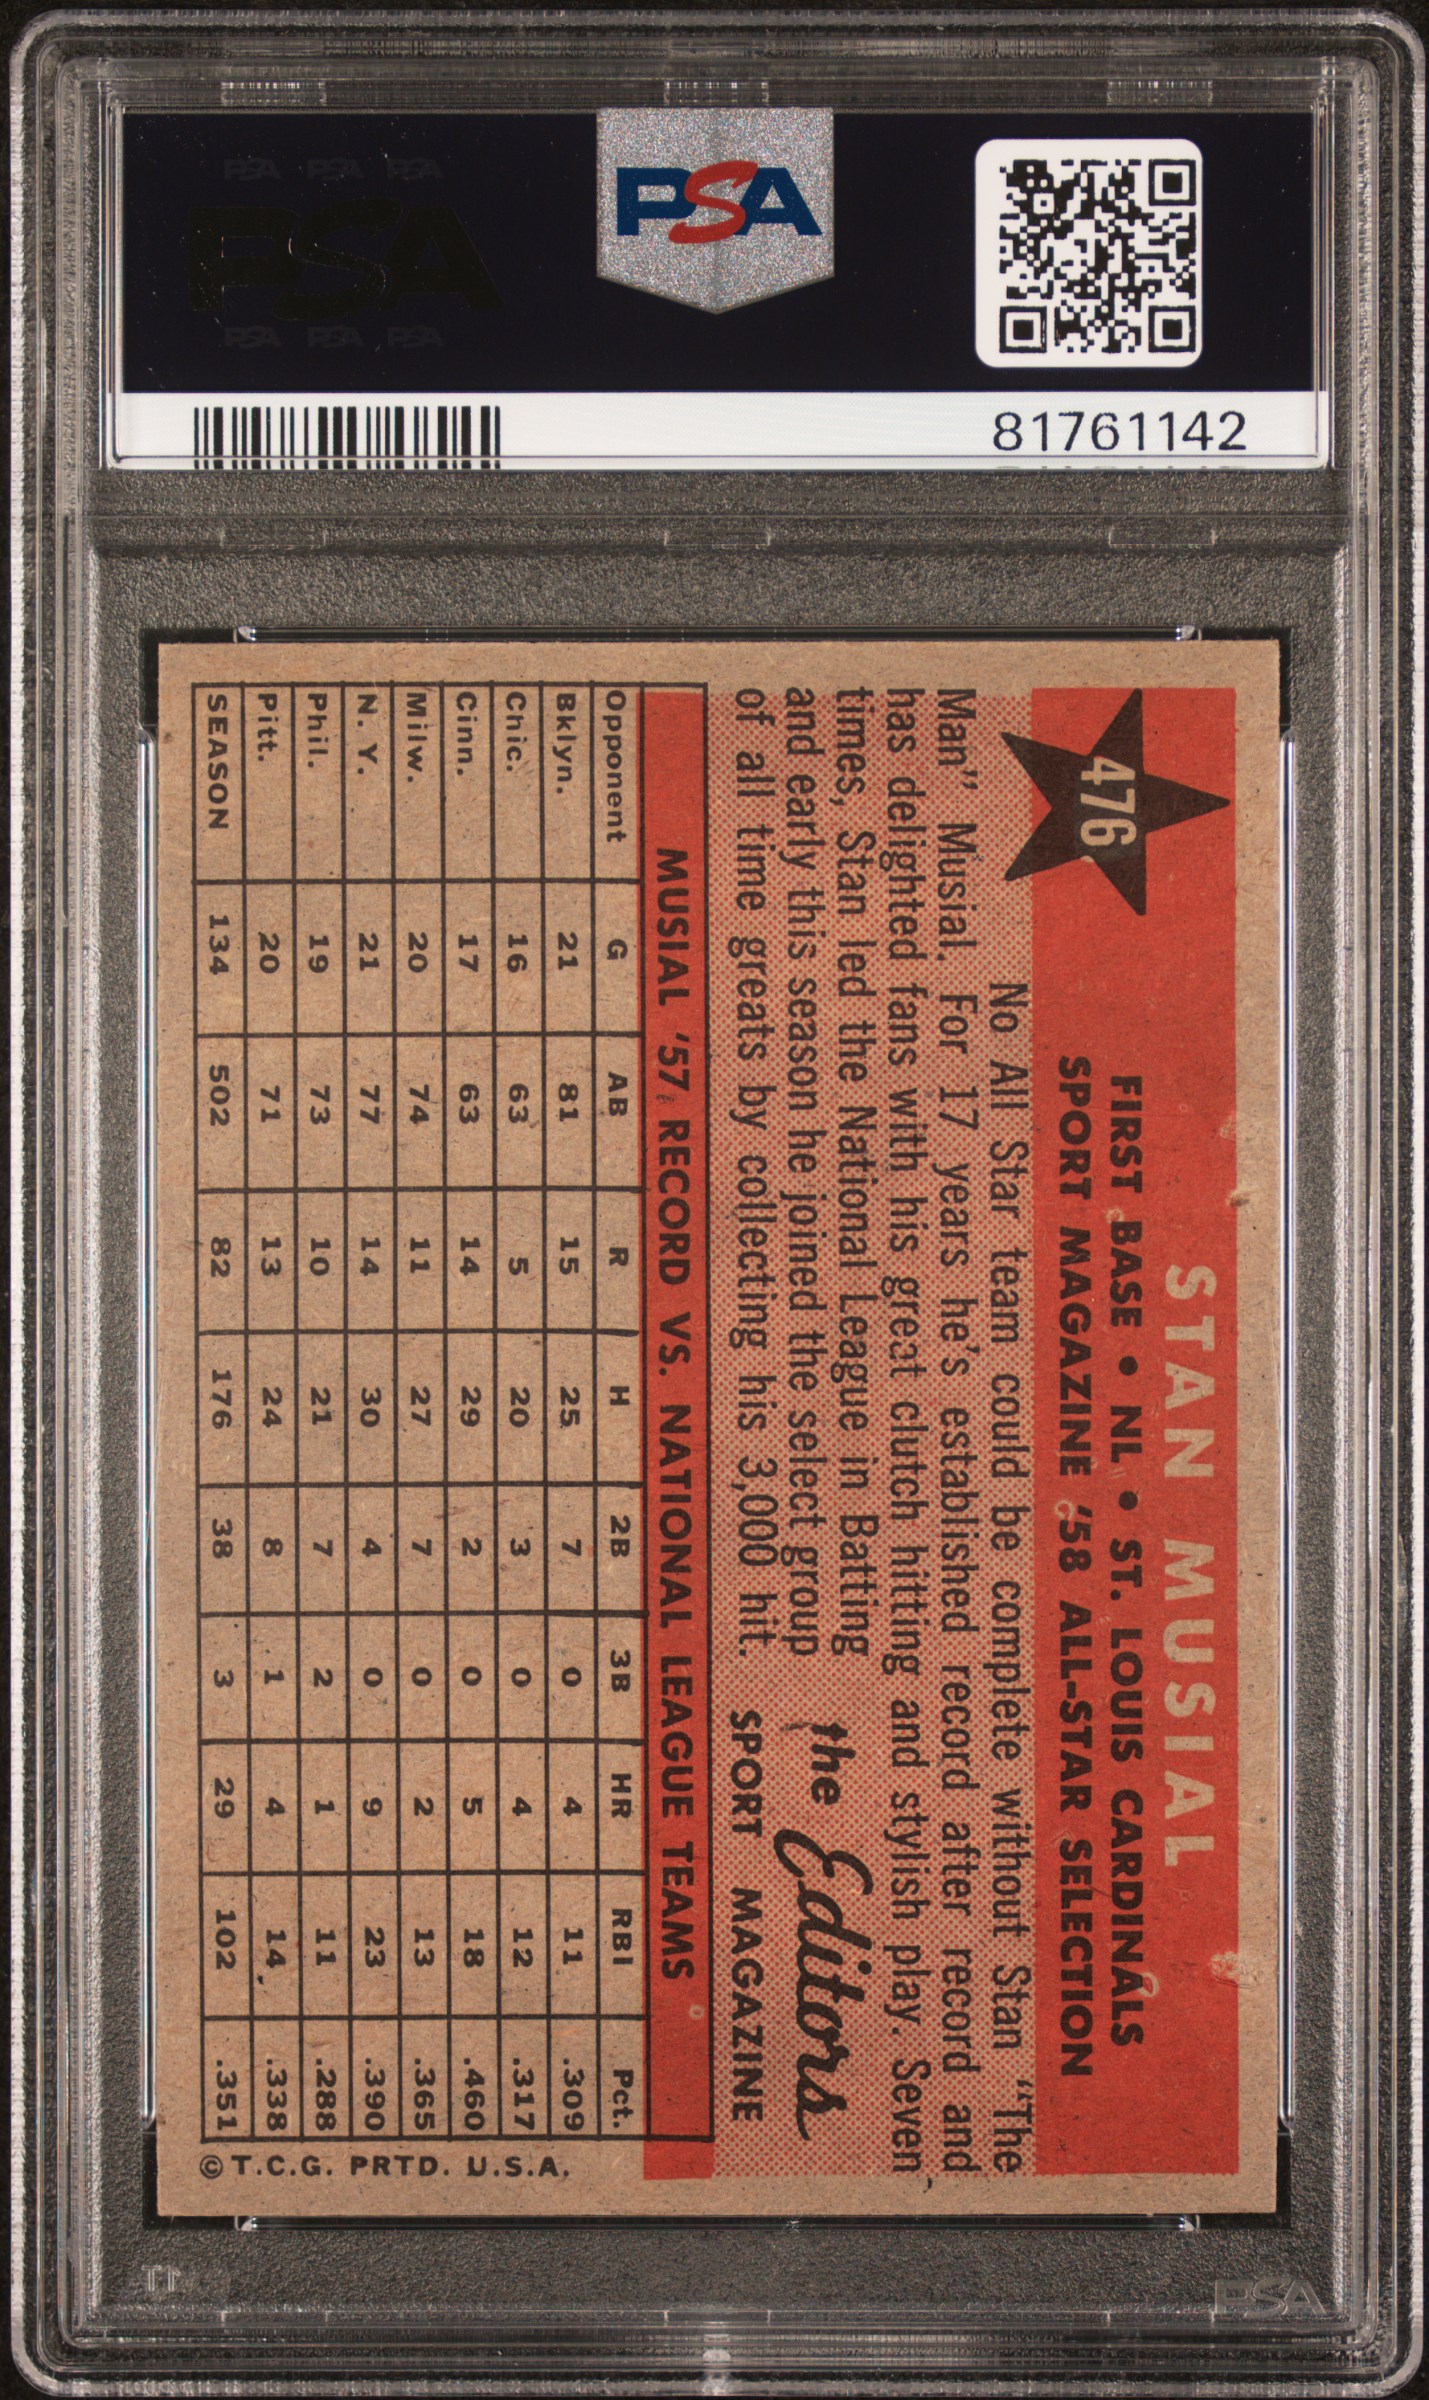 PSA PSA PSA
PSA
PSA PSA PSA
PSA
81761142
476
STAN MUSIAL
FIRST BASE • NL • ST. LOUIS CARDINALS
SPORT MAGAZINE '58 ALL-STAR SELECTION
No All Star team could be complete without Stan "The
Man" Musial. For 17 years he's established record after record and
has delighted fans with his great clutch hitting and stylish play. Seven
times, Stan led the National League in Batting
and early this season he joined the select group
of all time greats by collecting his 3,000 hit.
the Editors
SPORT MAGAZINE
MUSIAL '57 RECORD VS. NATIONAL LEAGUE TEAMS
Opponent G AB R H 2B 3B HR RBI Pct.
Bklyn. 21 81 15 25 7 0 4 11 .309
Chic. 16 63 5 20 3 0 4 12 .317
Cinn. 17 63 14 29 2 0 5 18 .460
Milw. 20 74 11 27 7 0 2 13 .365
N. Y. 21 77 14 30 4 0 9 23 .390
Phil. 19 73 10 21 7 2 1 11 .288
Pitt. 20 71 13 24 8 1 4 14 .338
SEASON 134 502 82 176 38 3 29 102 .351
© T.C.G. PRTD. U.S.A.
PSA